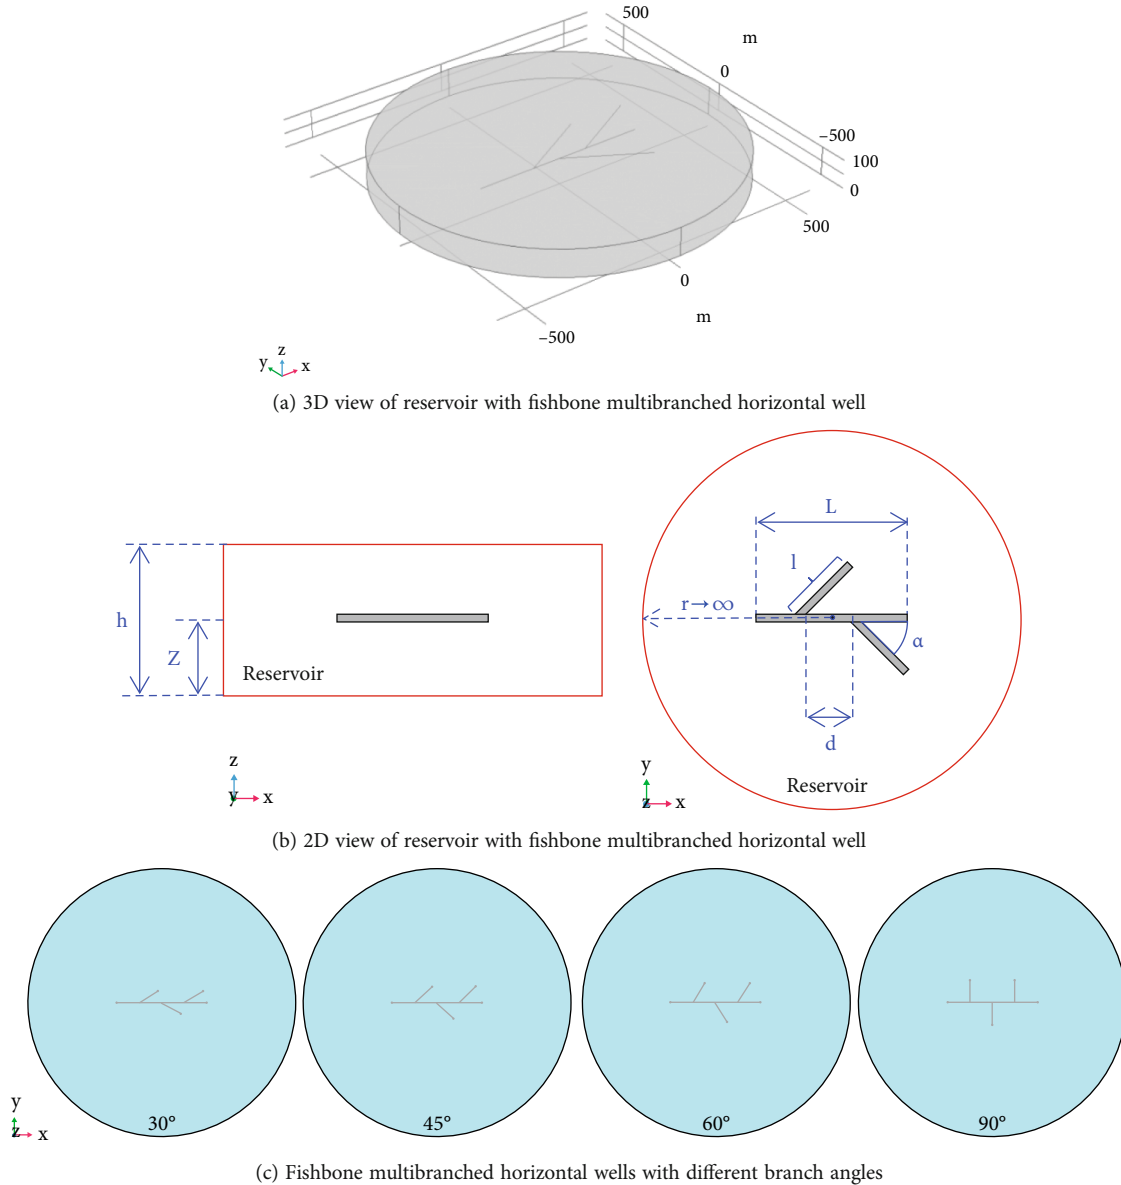 500
m
0
−500
100
0
500
0
m
−500
z
y
x
(a) 3D view of reservoir with fishbone multibranched horizontal well
L
l
h
r→∞
Z
α
Reservoir
d
z
y
x
y
z
x
Reservoir
(b) 2D view of reservoir with fishbone multibranched horizontal well
y
z
x
30°
45°
60°
90°
(c) Fishbone multibranched horizontal wells with different branch angles